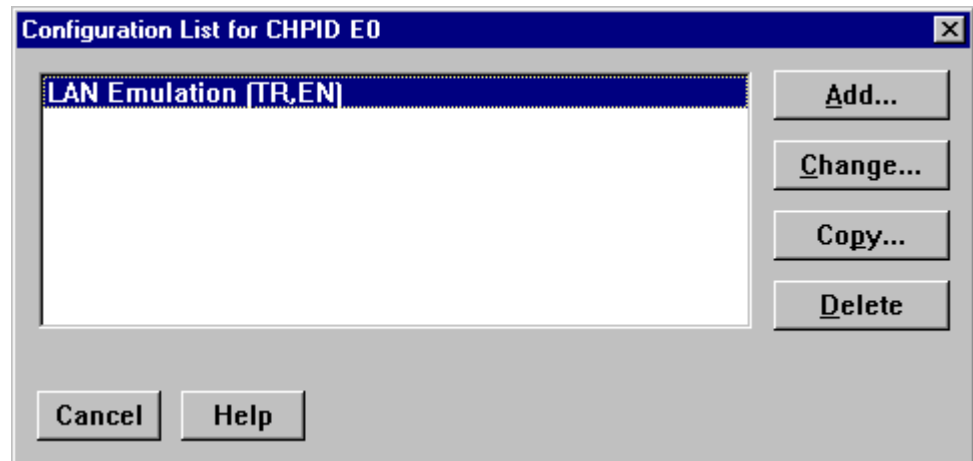 Configuration List for CHPID E0
LAN Emulation (TR,EN)
Add...
Change...
Copy...
Delete
Cancel
Help